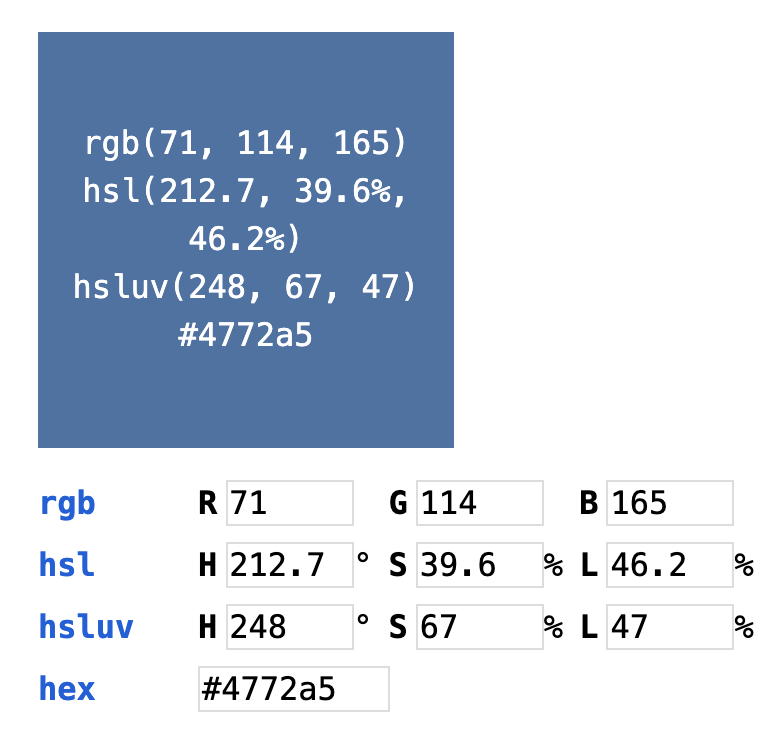 rgb(71, 114, 165)
hsl(212.7, 39.6%,
46.2%)
hsluv(248, 67, 47)
#4772a5
rgb R 71 G 114 B 165
hsl H 212.7 ° S 39.6 % L 46.2 %
hsluv H 248 ° S 67 % L 47 %
hex #4772a5